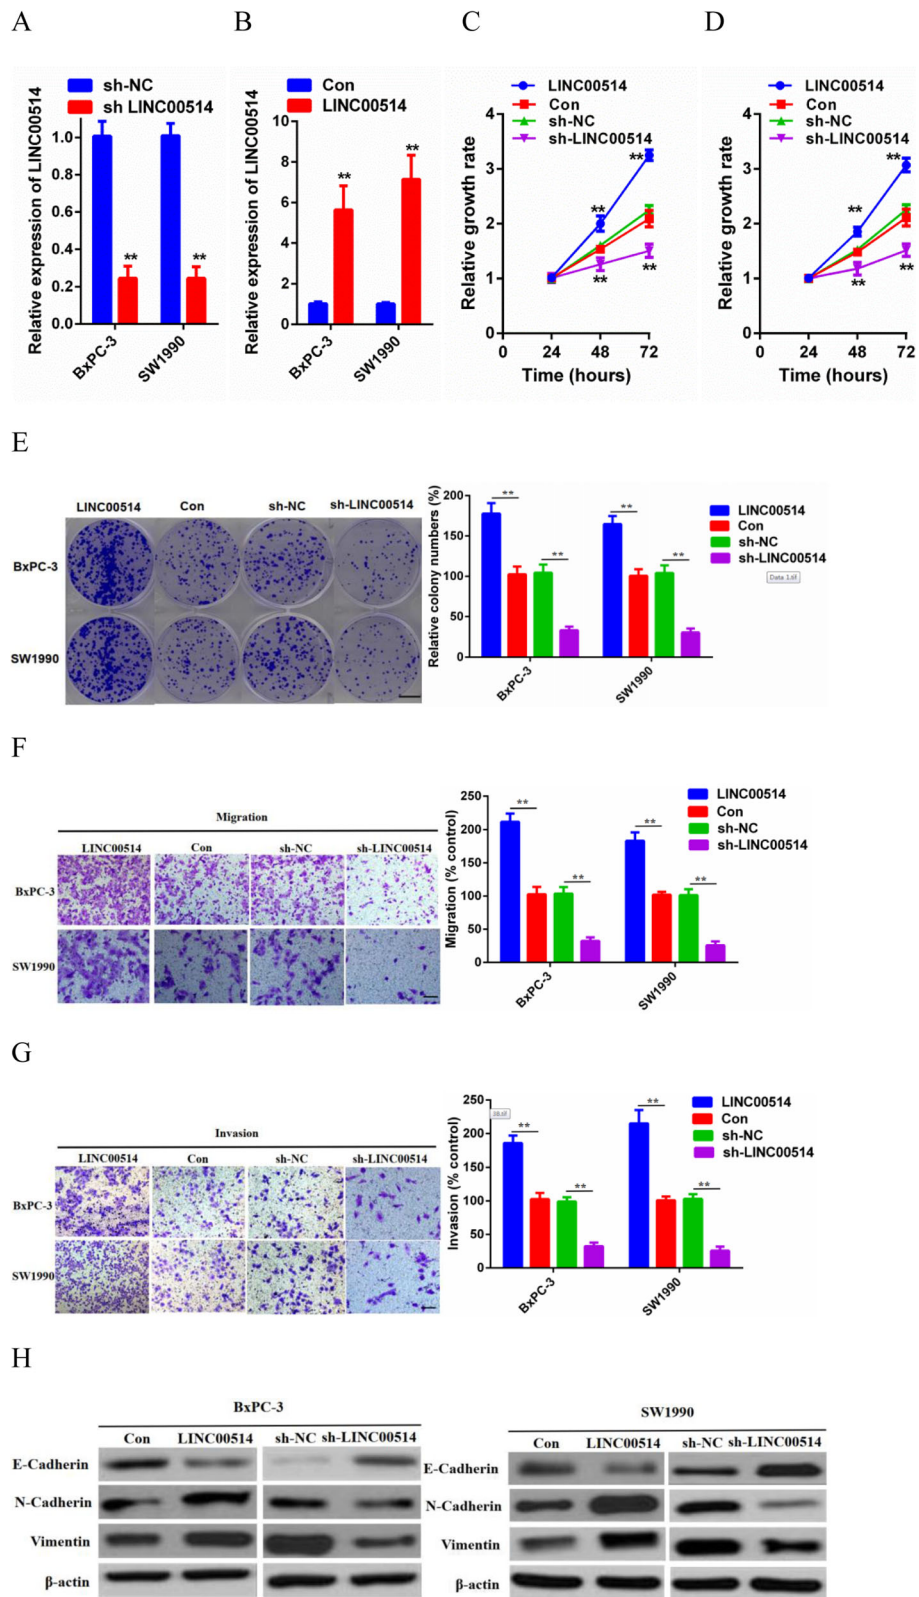 A
B
C
D
sh-NC
sh LINC00514
Relative expression of LINC00514
1.0
0.8
0.6
0.4
0.2
0.0
**
**
BxPC-3
SW1990
Con
LINC00514
Relative expression of LINC00514
10
8
6
4
2
0
**
**
BxPC-3
SW1990
LINC00514
Con
sh-NC
sh-LINC00514
Relative growth rate
4
3
2
1
0
**
**
**
**
0
24
48
72
Time (hours)
LINC00514
Con
sh-NC
sh-LINC00514
Relative growth rate
4
3
2
1
0
**
**
**
**
0
24
48
72
Time (hours)
E
LINC00514
Con
sh-NC
sh-LINC00514
BxPC-3
SW1990
Relative colony numbers (%)
200
150
100
50
0
**
**
**
**
BxPC-3
SW1990
LINC00514
Con
sh-NC
sh-LINC00514
Data 1.tif
F
Migration
LINC00514
Con
sh-NC
sh-LINC00514
BxPC-3
SW1990
Migration (% control)
250
200
150
100
50
0
**
**
**
**
BxPC-3
SW1990
LINC00514
Con
sh-NC
sh-LINC00514
G
Invasion
LINC00514
Con
sh-NC
sh-LINC00514
BxPC-3
SW1990
Invasion (% control)
250
200
150
100
50
0
**
**
**
**
BxPC-3
SW1990
LINC00514
Con
sh-NC
sh-LINC00514
H
BxPC-3
Con
LINC00514
sh-NC
sh-LINC00514
E-Cadherin
N-Cadherin
Vimentin
β-actin
SW1990
Con
LINC00514
sh-NC
sh-LINC00514
E-Cadherin
N-Cadherin
Vimentin
β-actin